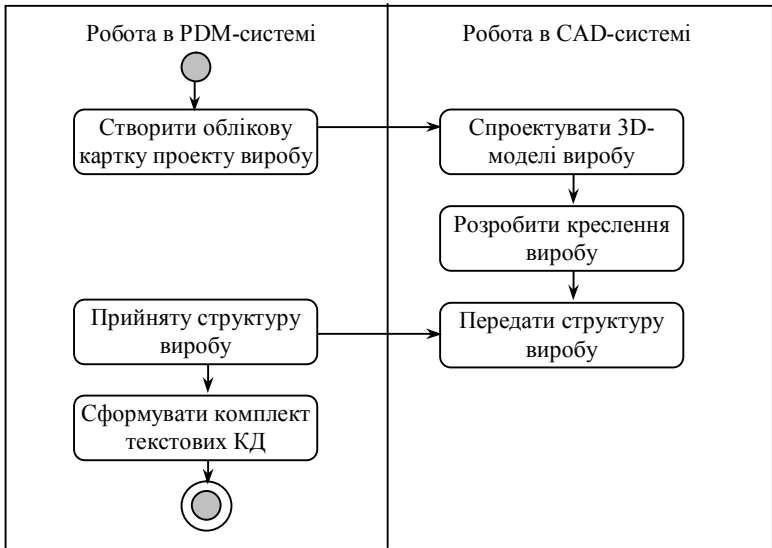 Робота в PDM-системі
Робота в CAD-системі
Створити облікову
картку проекту виробу
Спроектувати 3D-
моделі виробу
Розробити креслення
виробу
Прийняту структуру
виробу
Передати структуру
виробу
Сформувати комплект
текстових КД